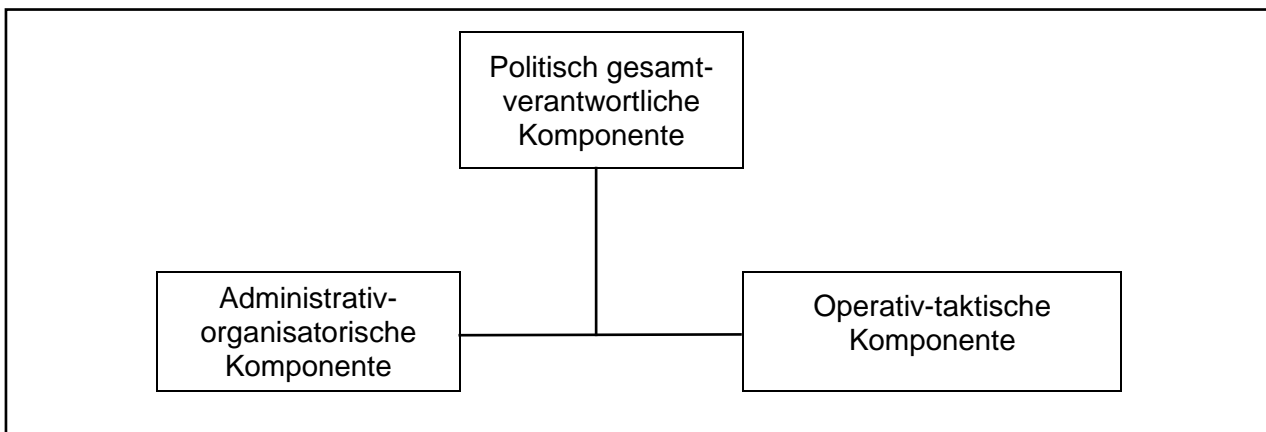 Politisch gesamt-
verantwortliche
Komponente
Administrativ-
organisatorische
Komponente
Operativ-taktische
Komponente